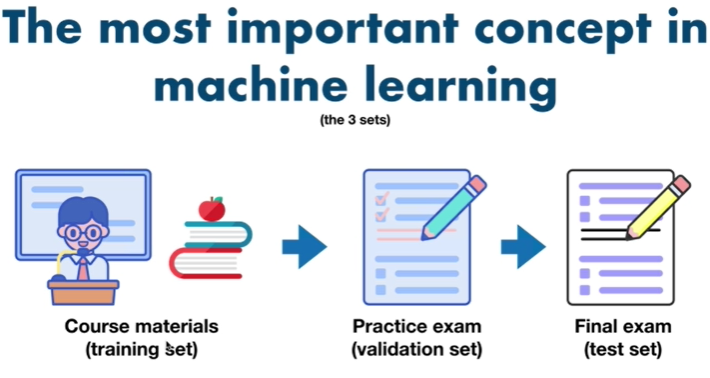 The most important concept in
machine learning
(the 3 sets)
Course materials
(training set)
Practice exam
(validation set)
Final exam
(test set)